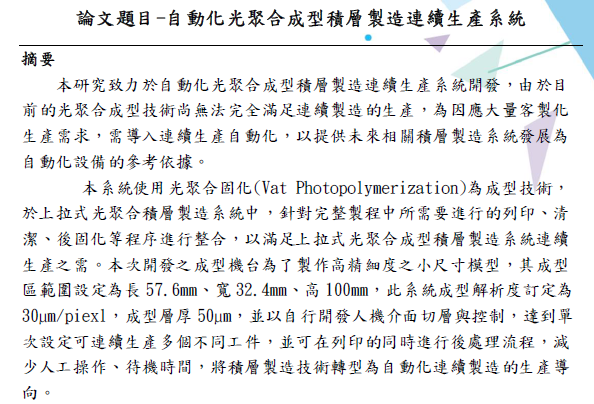 論文題目-自動化光聚合成型積層製造連續生產系統
摘要
本研究致力於自動化光聚合成型積層製造連續生產系統開發，由於目
前的光聚合成型技術尚無法完全滿足連續製造的生產，為因應大量客製化
生產需求，需導入連續生產自動化，以提供未來相關積層製造系統發展為
自動化設備的參考依據。
本系統使用光聚合固化(Vat Photopolymerization)為成型技術，
於上拉式光聚合積層製造系統中，針對完整製程中所需要進行的列印、清
潔、後固化等程序進行整合，以滿足上拉式光聚合成型積層製造系統連續
生產之需。本次開發之成型機台為了製作高精細度之小尺寸模型，其成型
區範圍設定為長 57.6mm、寬 32.4mm、高 100mm，此系統成型解析度訂定為
30μm/piexl，成型層厚 50μm，並以自行開發人機介面切層與控制，達到單
次設定可連續生產多個不同工件，並可在列印的同時進行後處理流程，減
少人工操作、待機時間，將積層製造技術轉型為自動化連續製造的生產導
向。